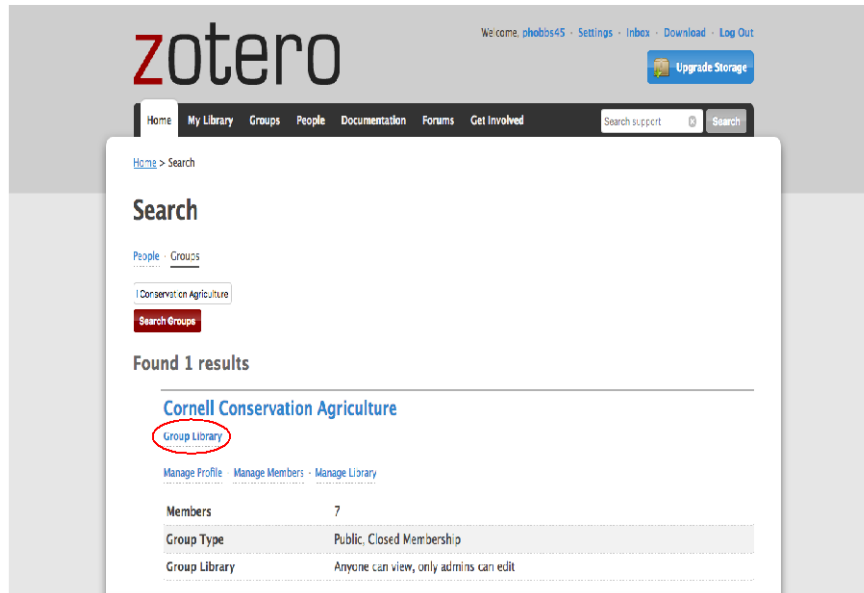 zotero
Welcome, phobbs45 · Settings · Inbox · Download · Log Out
Upgrade Storage
Home My Library Groups People Documentation Forums Get Involved
Search support Search
Home > Search
Search
People · Groups
l Conservation Agriculture
Search Groups
Found 1 results
Cornell Conservation Agriculture
Group Library
Manage Profile · Manage Members · Manage Library
Members 7
Group Type Public, Closed Membership
Group Library Anyone can view, only admins can edit